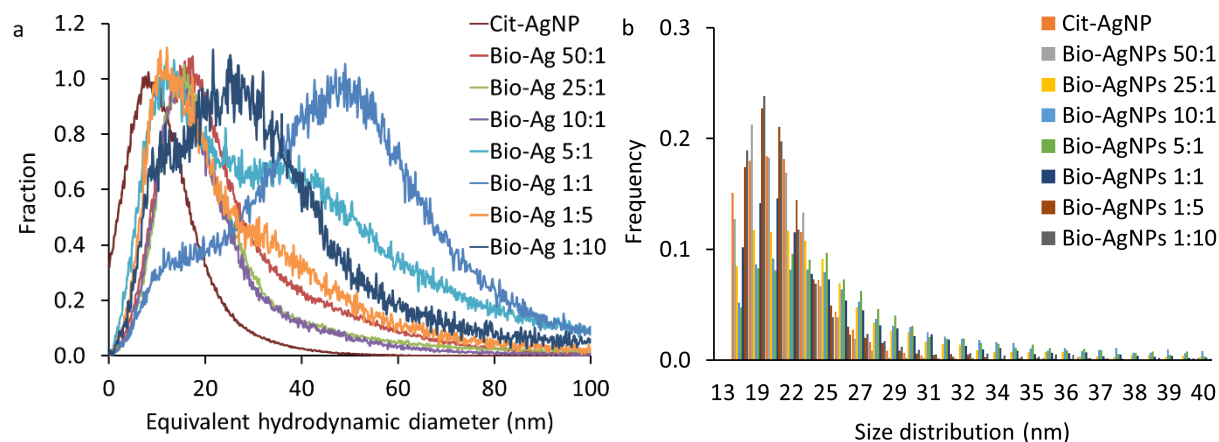 a
1.2
1.0
0.8
0.6
0.4
0.2
0.0
Fraction
0 20 40 60 80 100
Equivalent hydrodynamic diameter (nm)
Cit-AgNP
Bio-Ag 50:1
Bio-Ag 25:1
Bio-Ag 10:1
Bio-Ag 5:1
Bio-Ag 1:1
Bio-Ag 1:5
Bio-Ag 1:10
b
0.3
0.2
0.1
0.0
Frequency
13 19 22 25 27 29 31 32 34 35 36 37 38 39 40
Size distribution (nm)
Cit-AgNP
Bio-AgNPs 50:1
Bio-AgNPs 25:1
Bio-AgNPs 10:1
Bio-AgNPs 5:1
Bio-AgNPs 1:1
Bio-AgNPs 1:5
Bio-AgNPs 1:10